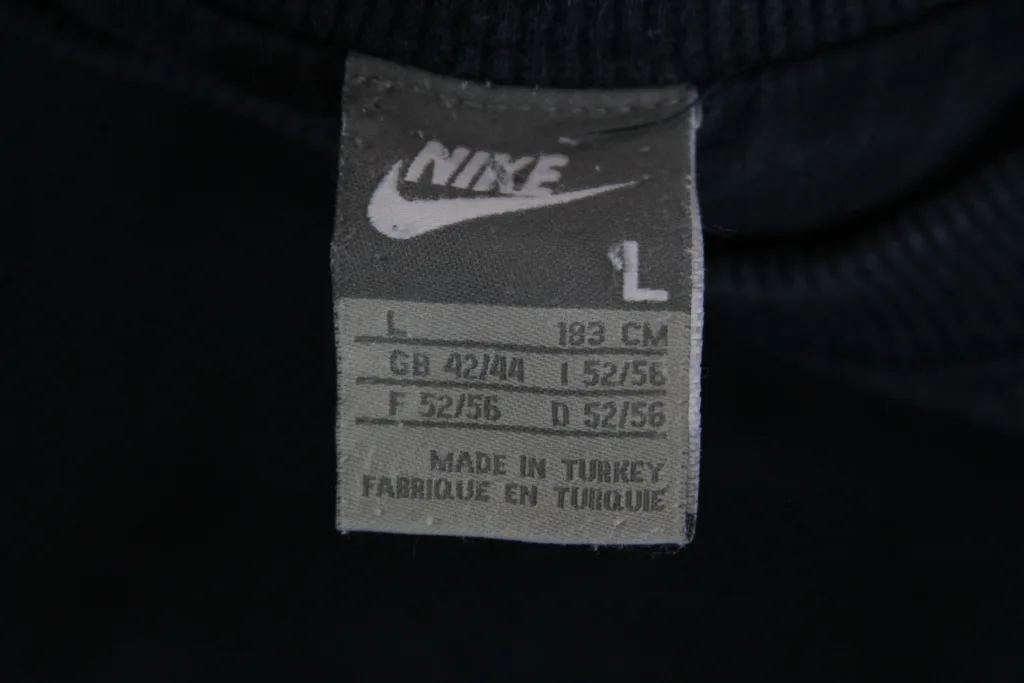 NIKE
L
L 183 CM
GB 42/44 I 52/56
F 52/56 D 52/56
MADE IN TURKEY
FABRIQUE EN TURQUIE